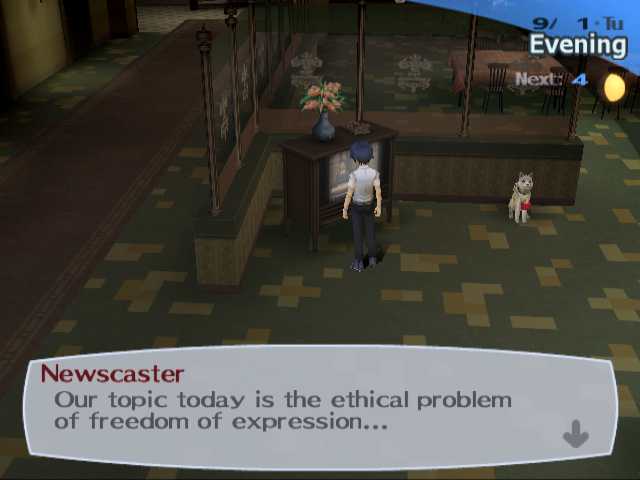 9/ 1·Tu
Evening
Next: 4
Newscaster
Our topic today is the ethical problem
of freedom of expression...